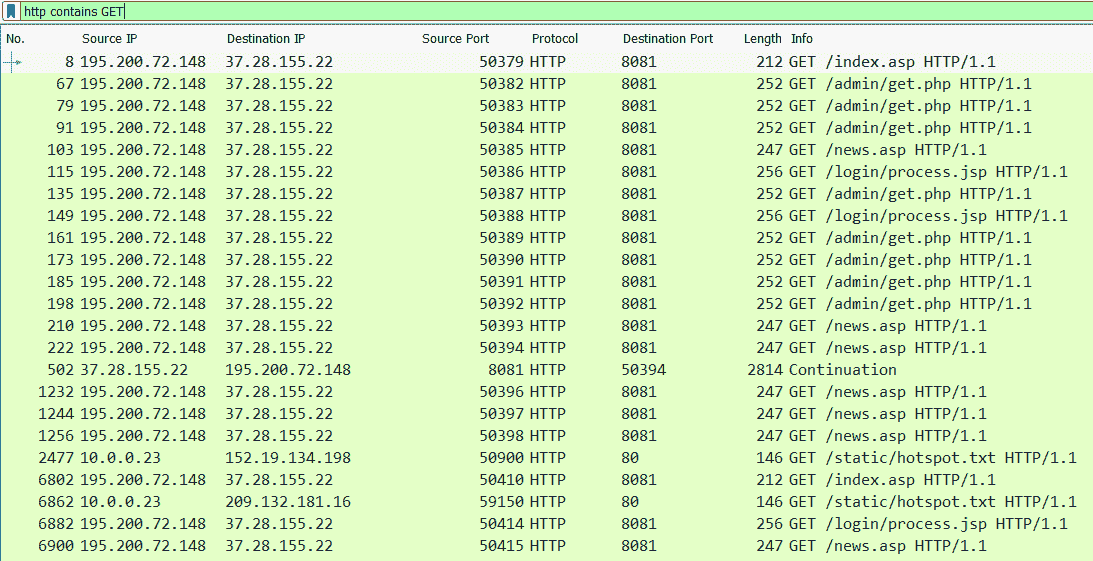 http contains GET
No. Source IP Destination IP Source Port Protocol Destination Port Length Info
8 195.200.72.148 37.28.155.22 50379 HTTP 8081 212 GET /index.asp HTTP/1.1
67 195.200.72.148 37.28.155.22 50382 HTTP 8081 252 GET /admin/get.php HTTP/1.1
79 195.200.72.148 37.28.155.22 50383 HTTP 8081 252 GET /admin/get.php HTTP/1.1
91 195.200.72.148 37.28.155.22 50384 HTTP 8081 252 GET /admin/get.php HTTP/1.1
103 195.200.72.148 37.28.155.22 50385 HTTP 8081 247 GET /news.asp HTTP/1.1
115 195.200.72.148 37.28.155.22 50386 HTTP 8081 256 GET /login/process.jsp HTTP/1.1
135 195.200.72.148 37.28.155.22 50387 HTTP 8081 252 GET /admin/get.php HTTP/1.1
149 195.200.72.148 37.28.155.22 50388 HTTP 8081 256 GET /login/process.jsp HTTP/1.1
161 195.200.72.148 37.28.155.22 50389 HTTP 8081 252 GET /admin/get.php HTTP/1.1
173 195.200.72.148 37.28.155.22 50390 HTTP 8081 252 GET /admin/get.php HTTP/1.1
185 195.200.72.148 37.28.155.22 50391 HTTP 8081 252 GET /admin/get.php HTTP/1.1
198 195.200.72.148 37.28.155.22 50392 HTTP 8081 252 GET /admin/get.php HTTP/1.1
210 195.200.72.148 37.28.155.22 50393 HTTP 8081 247 GET /news.asp HTTP/1.1
222 195.200.72.148 37.28.155.22 50394 HTTP 8081 247 GET /news.asp HTTP/1.1
502 37.28.155.22 195.200.72.148 8081 HTTP 50394 2814 Continuation
1232 195.200.72.148 37.28.155.22 50396 HTTP 8081 247 GET /news.asp HTTP/1.1
1244 195.200.72.148 37.28.155.22 50397 HTTP 8081 247 GET /news.asp HTTP/1.1
1256 195.200.72.148 37.28.155.22 50398 HTTP 8081 247 GET /news.asp HTTP/1.1
2477 10.0.0.23 152.19.134.198 50900 HTTP 80 146 GET /static/hotspot.txt HTTP/1.1
6802 195.200.72.148 37.28.155.22 50410 HTTP 8081 212 GET /index.asp HTTP/1.1
6862 10.0.0.23 209.132.181.16 59150 HTTP 80 146 GET /static/hotspot.txt HTTP/1.1
6882 195.200.72.148 37.28.155.22 50414 HTTP 8081 256 GET /login/process.jsp HTTP/1.1
6900 195.200.72.148 37.28.155.22 50415 HTTP 8081 247 GET /news.asp HTTP/1.1